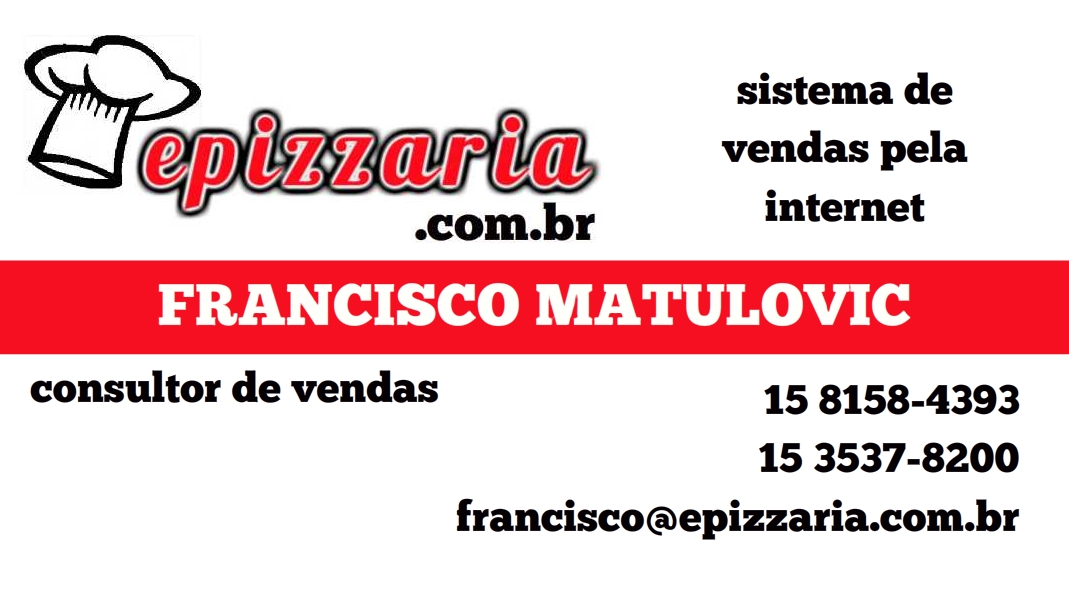 epizzaria
.com.br
sistema de
vendas pela
internet
FRANCISCO MATULOVIC
consultor de vendas
15 8158-4393
15 3537-8200
francisco@epizzaria.com.br